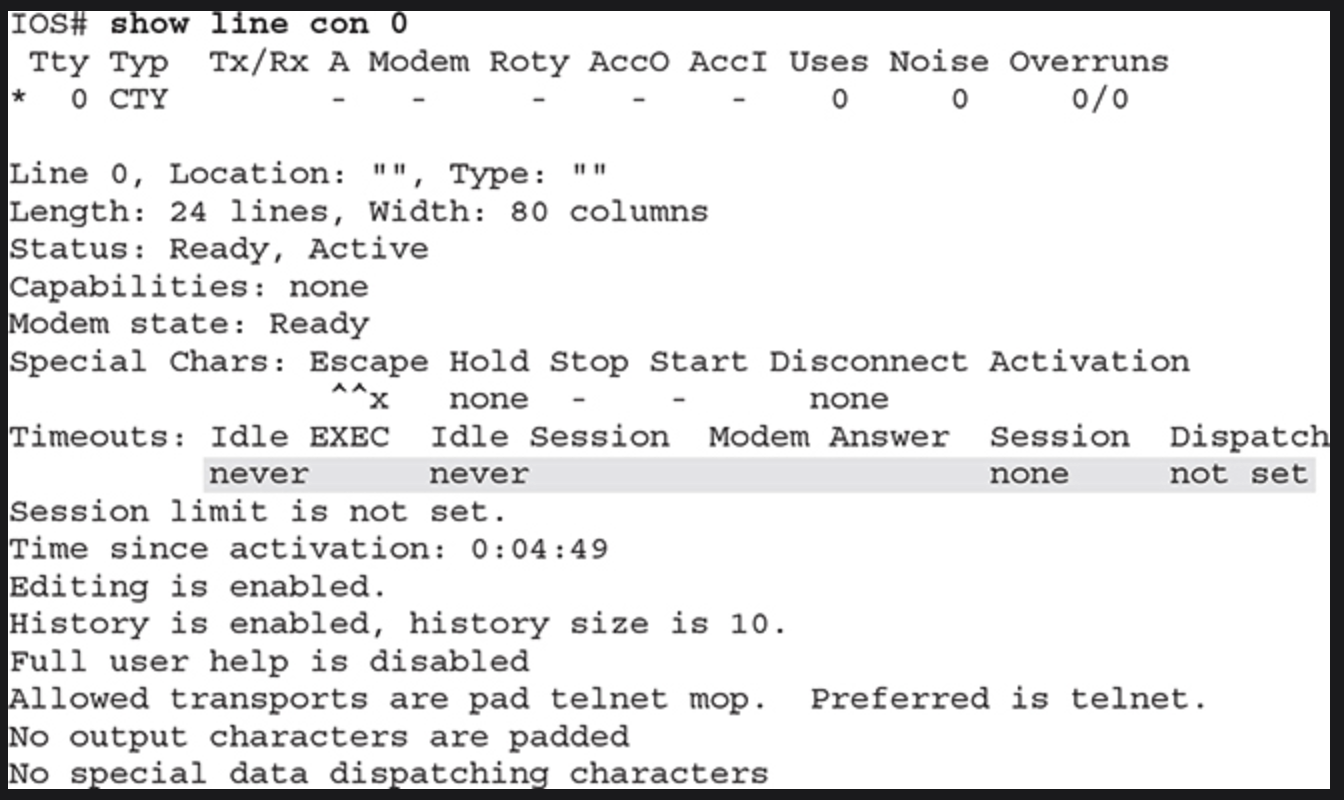 IOS# show line con 0
 Tty Typ  Tx/Rx A Modem Roty AccO AccI Uses Noise Overruns
*  0 CTY        -   -     -    -    -    0     0     0/0

Line 0, Location: "", Type: ""
Length: 24 lines, Width: 80 columns
Status: Ready, Active
Capabilities: none
Modem state: Ready
Special Chars: Escape Hold Stop Start Disconnect Activation
                ^^x   none  -    -      none
Timeouts: Idle EXEC  Idle Session  Modem Answer  Session  Dispatch
          never      never                       none     not set
Session limit is not set.
Time since activation: 0:04:49
Editing is enabled.
History is enabled, history size is 10.
Full user help is disabled
Allowed transports are pad telnet mop.  Preferred is telnet.
No output characters are padded
No special data dispatching characters